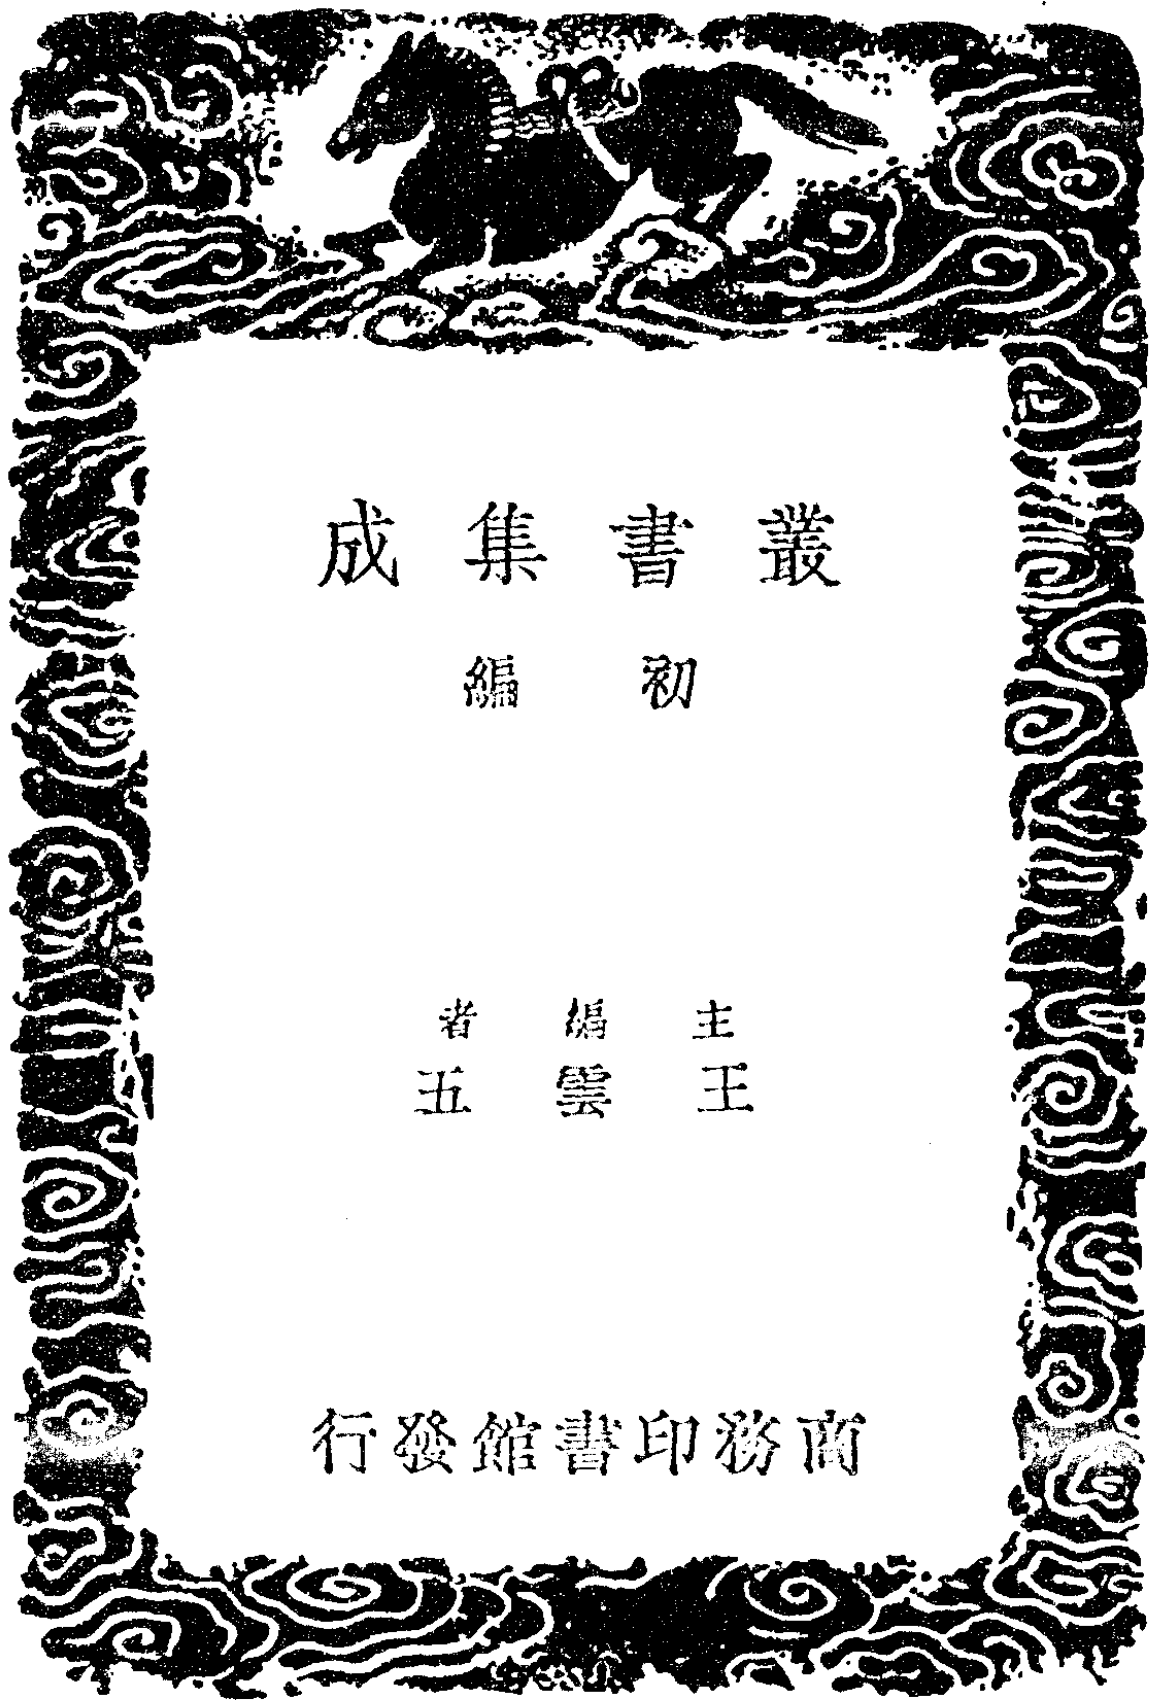 叢書集成
初編
主編者
王雲五
商務印書館發行